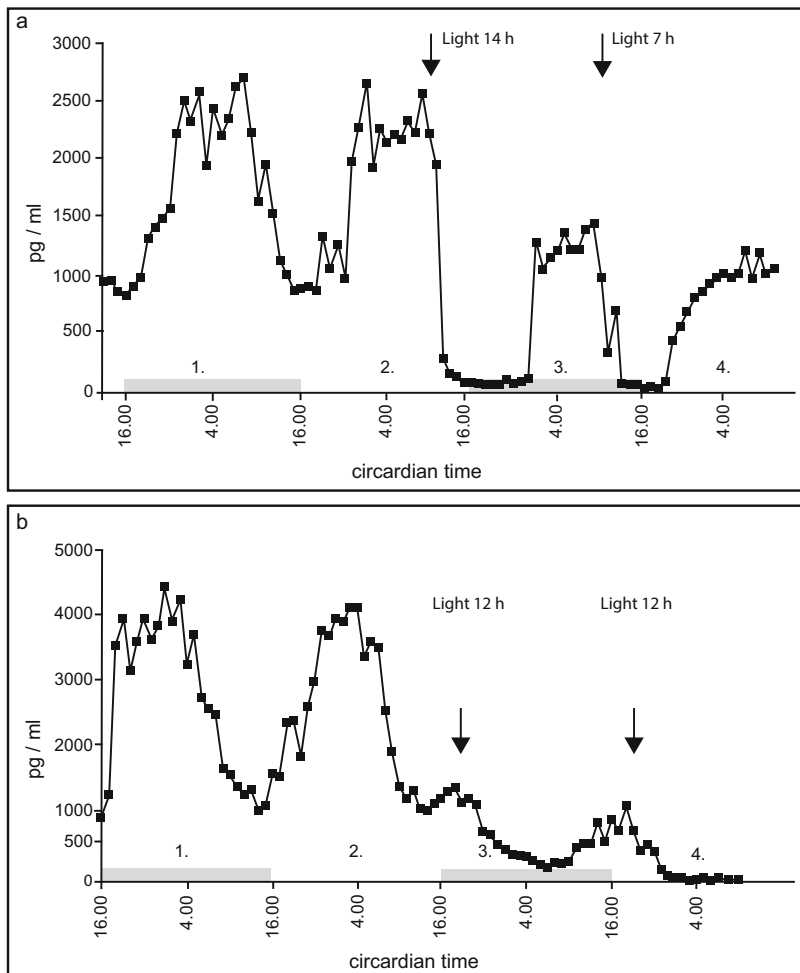 a
Light 14 h Light 7 h
3000
2500
2000
1500
1000
500
0
pg / ml
1. 2. 3. 4.
16.00 4.00 16.00 4.00 16.00 4.00 16.00 4.00
circardian time
b
5000
4000
3000
2000
1000
500
0
pg / ml
Light 12 h Light 12 h
1. 2. 3. 4.
16.00 4.00 16.00 4.00 16.00 4.00 16.00 4.00
circardian time